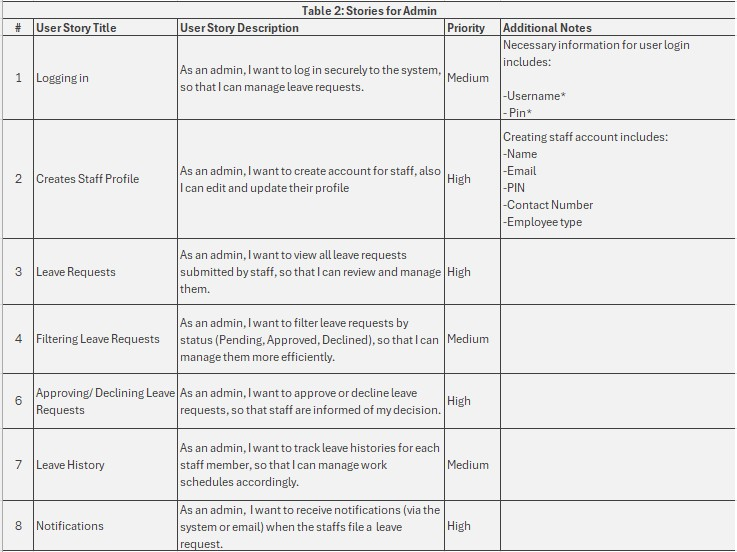 Table 2: Stories for Admin
# User Story Title User Story Description Priority Additional Notes
1 Logging in As an admin, I want to log in securely to the system, so that I can manage leave requests. Medium Necessary information for user login includes:
-Username*
- Pin*
2 Creates Staff Profile As an admin, I want to create account for staff, also I can edit and update their profile High Creating staff account includes:
-Name
-Email
-PIN
-Contact Number
-Employee type
3 Leave Requests As an admin, I want to view all leave requests submitted by staff, so that I can review and manage them. High
4 Filtering Leave Requests As an admin, I want to filter leave requests by status (Pending, Approved, Declined), so that I can manage them more efficiently. Medium
6 Approving/ Declining Leave Requests As an admin, I want to approve or decline leave requests, so that staff are informed of my decision. High
7 Leave History As an admin, I want to track leave histories for each staff member, so that I can manage work schedules accordingly. Medium
8 Notifications As an admin, I want to receive notifications (via the system or email) when the staffs file a leave request. High